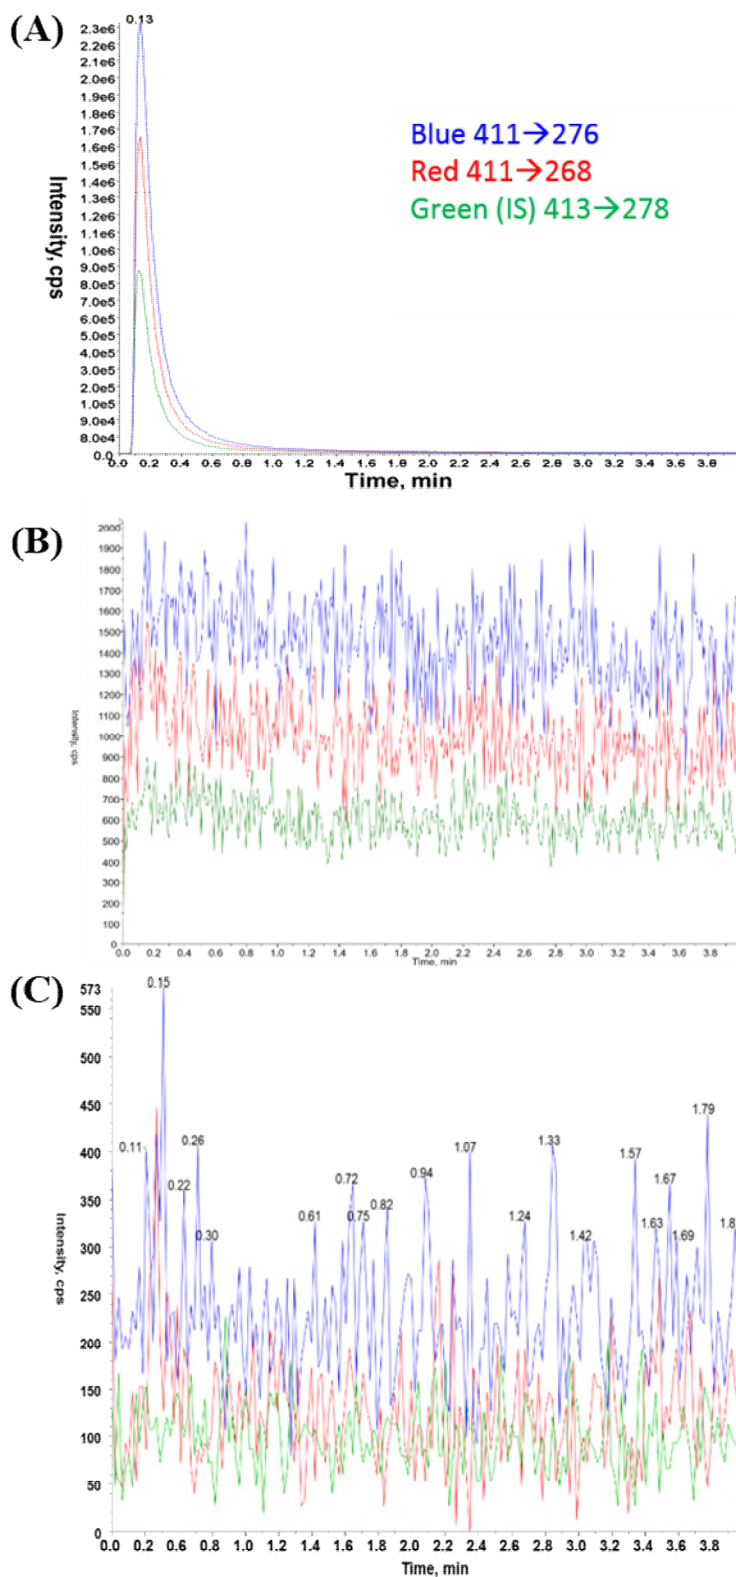 (A)
0.13
2.3e6
2.3e6
2.1e6
2.0e6
1.9e6
1.8e6
1.7e6
1.6e6
1.4e6
1.3e6
1.2e6
1.1e6
1.0e6
9.0e5
8.0e5
7.0e5
6.0e5
5.0e5
4.0e5
3.0e5
2.0e5
1.0e5
9.0e4
8.0e4
0.0
Intensity, cps
Blue 411→276
Red 411→268
Green (IS) 413→278
0.0 0.2 0.4 0.6 0.8 1.0 1.2 1.4 1.6 1.8 2.0 2.2 2.4 2.6 2.8 3.0 3.2 3.4 3.6 3.8
Time, min
(B)
2000
1900
1800
1700
1600
1500
1400
1300
1200
1100
1000
900
800
700
600
500
400
300
200
100
0
Intensity, cps
0.0 0.2 0.4 0.6 0.8 1.0 1.2 1.4 1.6 1.8 2.0 2.2 2.4 2.6 2.8 3.0 3.2 3.4 3.6 3.8
Time, min
(C)
573
550
500
450
400
350
300
250
200
150
100
50
0
Intensity, cps
0.15
0.11
0.26
0.22
0.30
0.61
0.72
0.75
0.82
0.94
1.07
1.24
1.33
1.42
1.57
1.63
1.67
1.69
1.79
1.8
0.0 0.2 0.4 0.6 0.8 1.0 1.2 1.4 1.6 1.8 2.0 2.2 2.4 2.6 2.8 3.0 3.2 3.4 3.6 3.8
Time, min